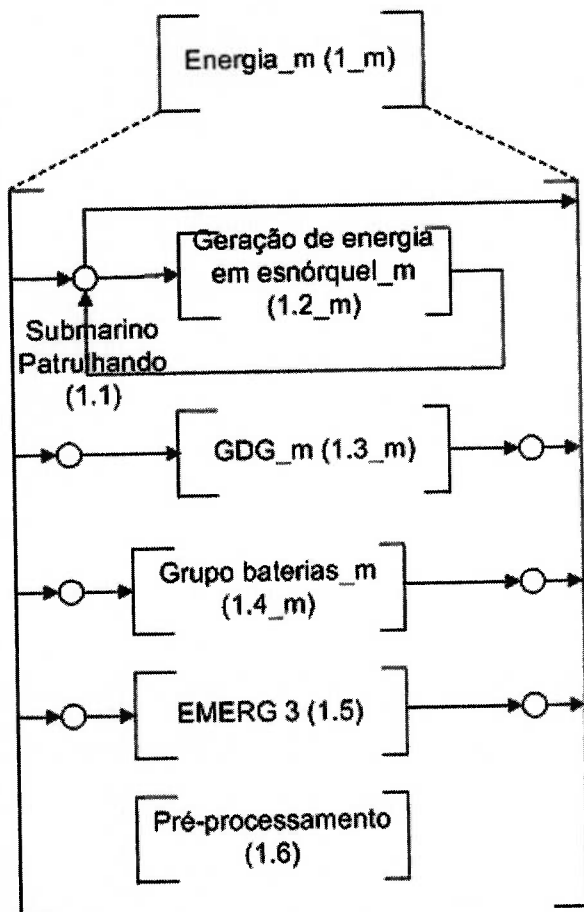 Energia_m (1_m)
Geração de energia
em esnórquel_m
(1.2_m)
Submarino
Patrulhando
(1.1)
GDG_m (1.3_m)
Grupo baterias_m
(1.4_m)
EMERG 3 (1.5)
Pré-processamento
(1.6)